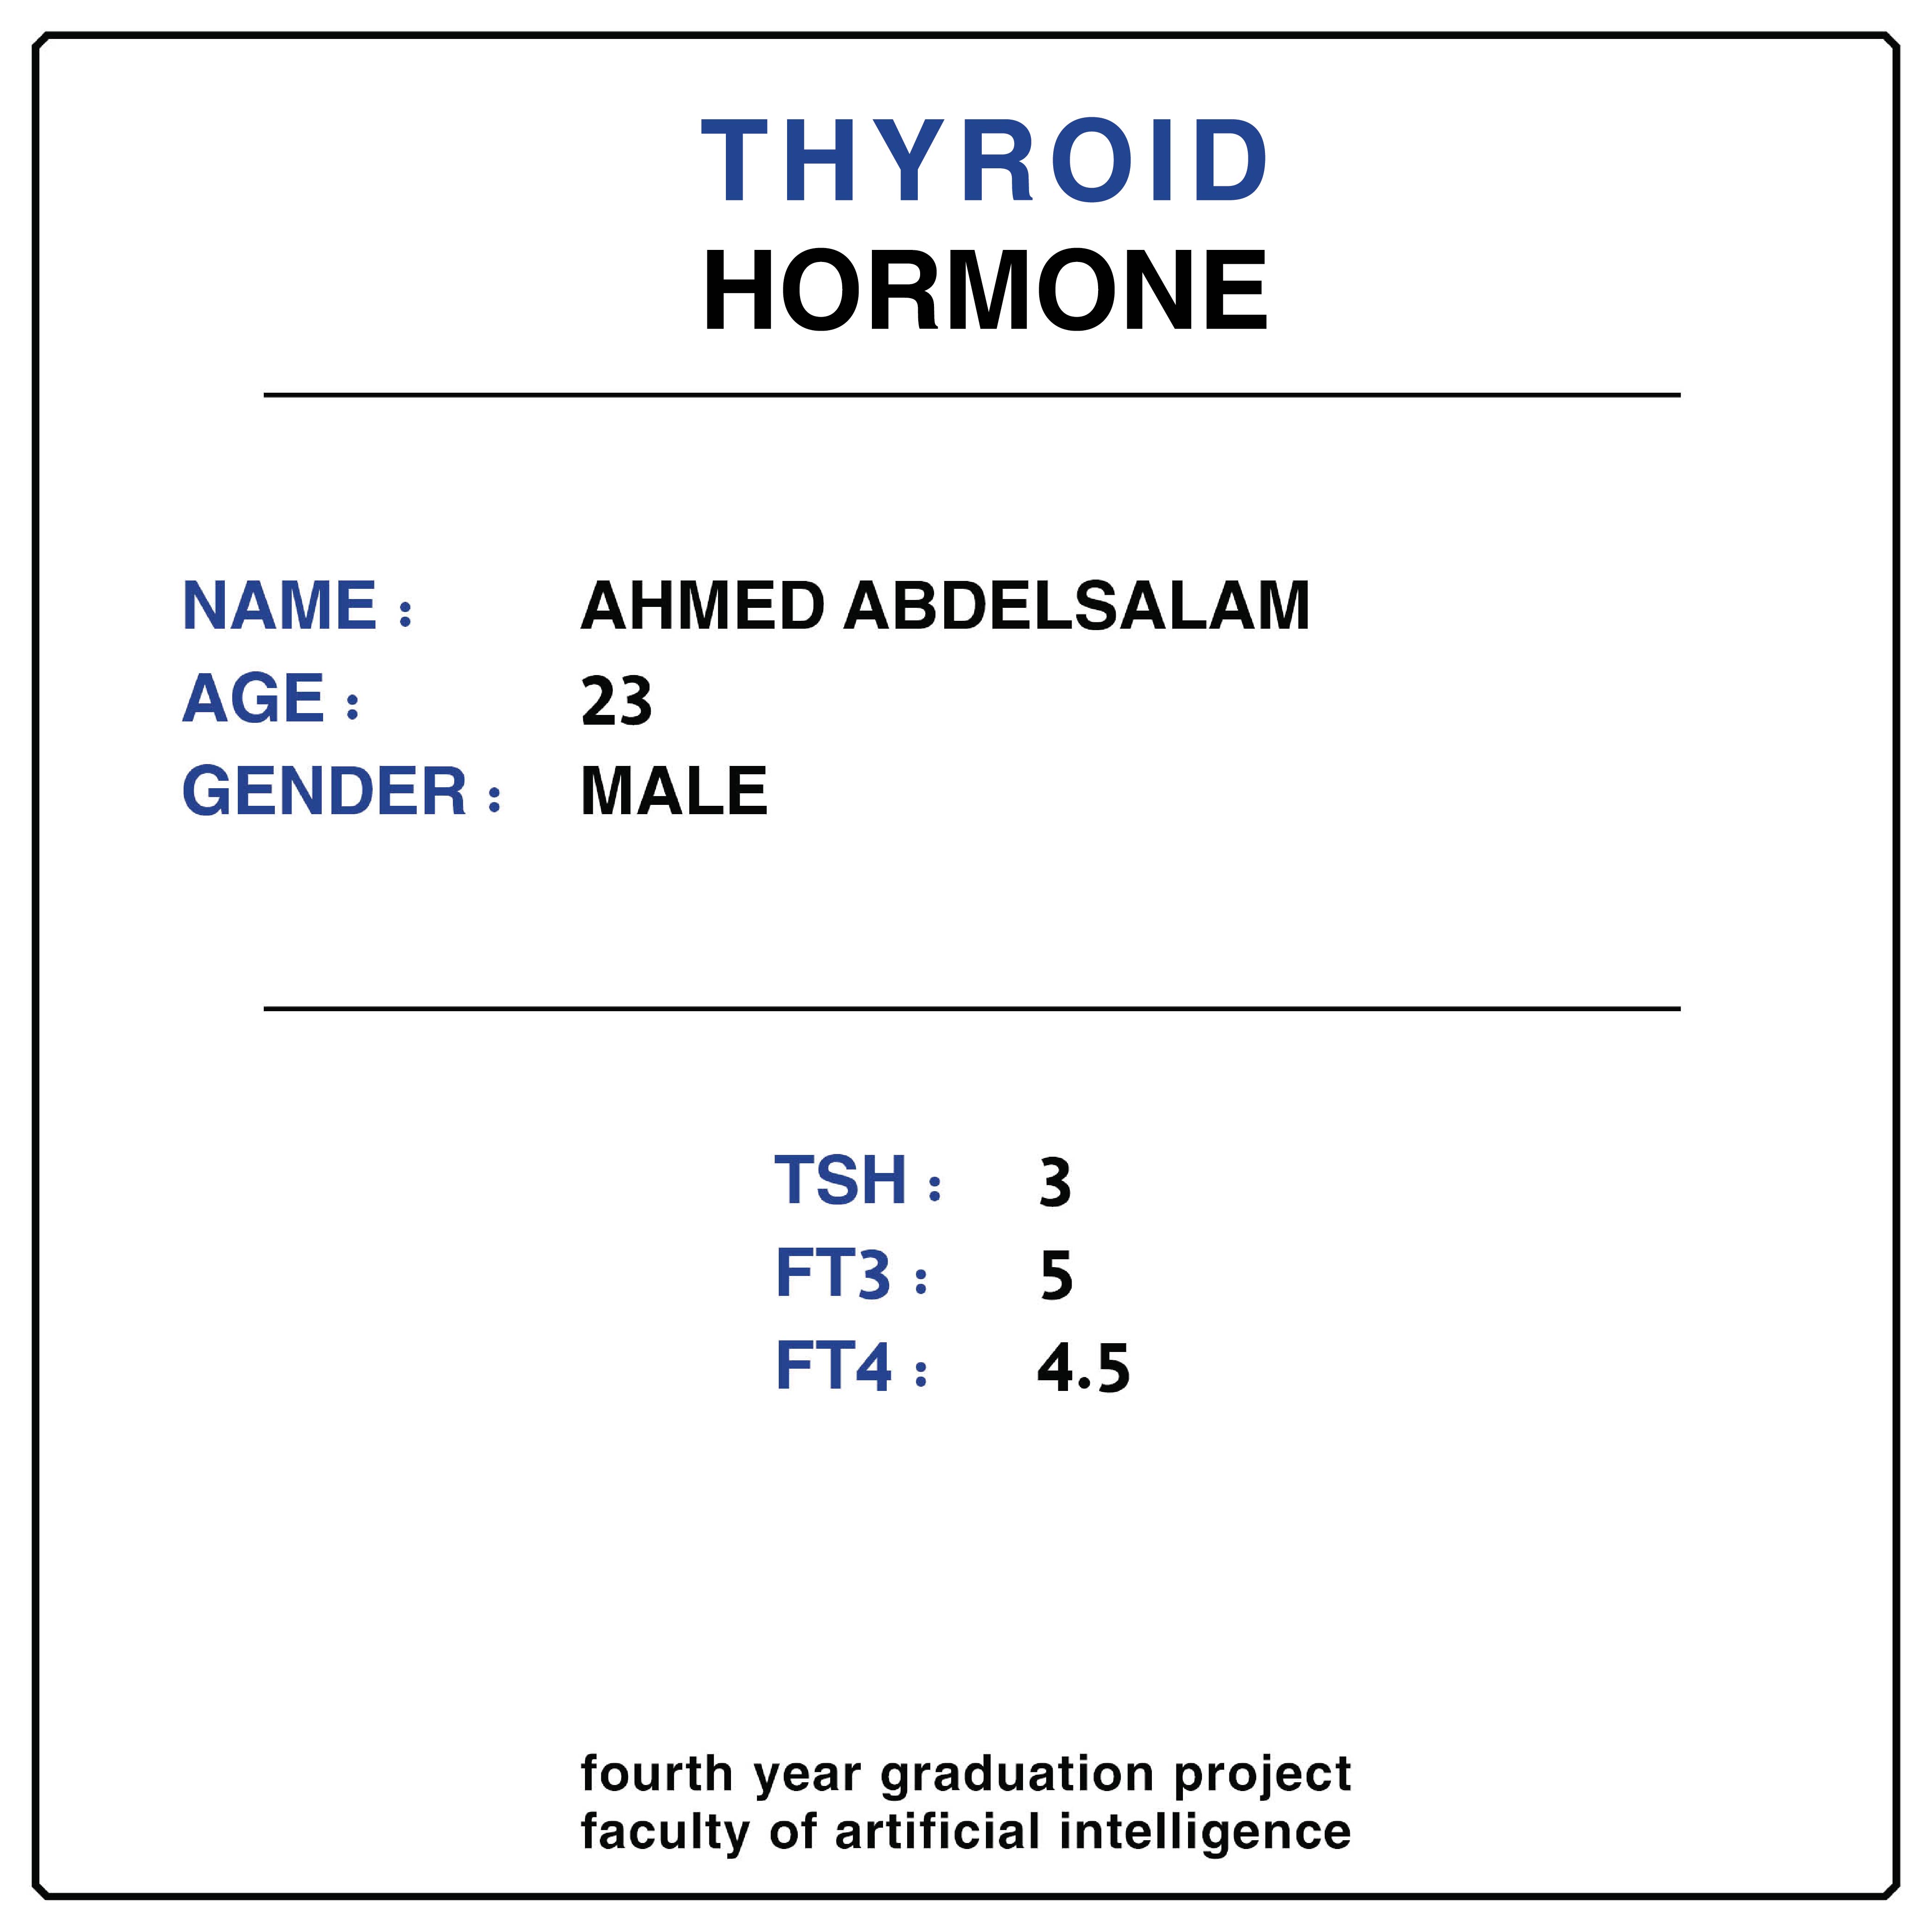 THYROID
HORMONE
NAME : AHMED ABDELSALAM
AGE : 23
GENDER : MALE
TSH : 3
FT3 : 5
FT4 : 4.5
fourth year graduation project
faculty of artificial intelligence